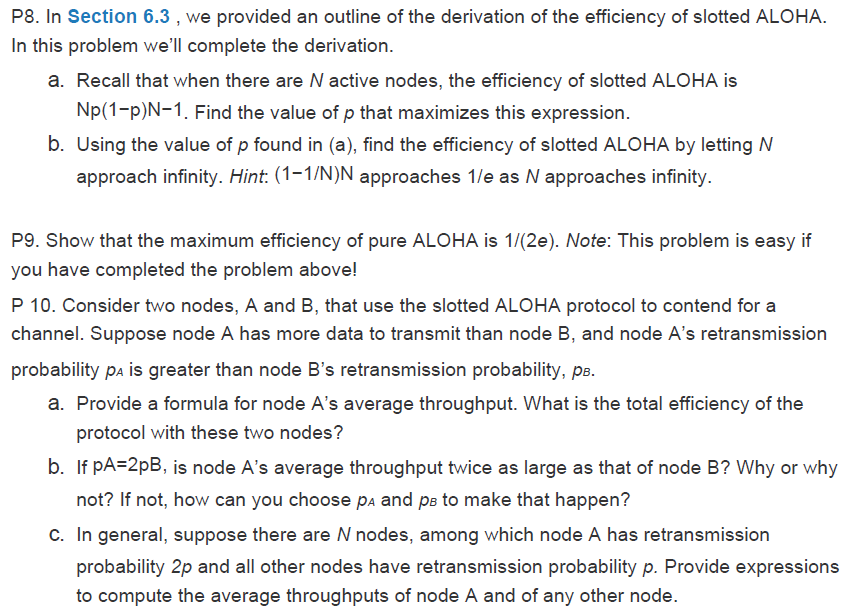 P8. In Section 6.3 , we provided an outline of the derivation of the efficiency of slotted ALOHA.
In this problem we'll complete the derivation.
a. Recall that when there are N active nodes, the efficiency of slotted ALOHA is
Np(1−p)N−1. Find the value of p that maximizes this expression.
b. Using the value of p found in (a), find the efficiency of slotted ALOHA by letting N
approach infinity. Hint: (1−1/N)N approaches 1/e as N approaches infinity.
P9. Show that the maximum efficiency of pure ALOHA is 1/(2e). Note: This problem is easy if
you have completed the problem above!
P 10. Consider two nodes, A and B, that use the slotted ALOHA protocol to contend for a
channel. Suppose node A has more data to transmit than node B, and node A's retransmission
probability pA is greater than node B's retransmission probability, pB.
a. Provide a formula for node A's average throughput. What is the total efficiency of the
protocol with these two nodes?
b. If pA=2pB, is node A's average throughput twice as large as that of node B? Why or why
not? If not, how can you choose pA and pB to make that happen?
c. In general, suppose there are N nodes, among which node A has retransmission
probability 2p and all other nodes have retransmission probability p. Provide expressions
to compute the average throughputs of node A and of any other node.